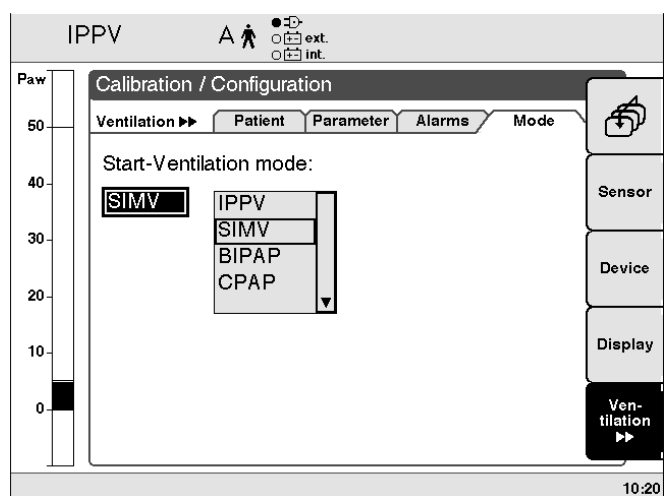 IPPV A ext.
int.
Paw
Calibration / Configuration
Ventilation ▶▶ Patient Parameter Alarms Mode
50
Start-Ventilation mode:
40
SIMV
IPPV
SIMV
BIPAP
CPAP
30
20
10
0
Sensor
Device
Display
Ven-
tilation
▶▶
10:20